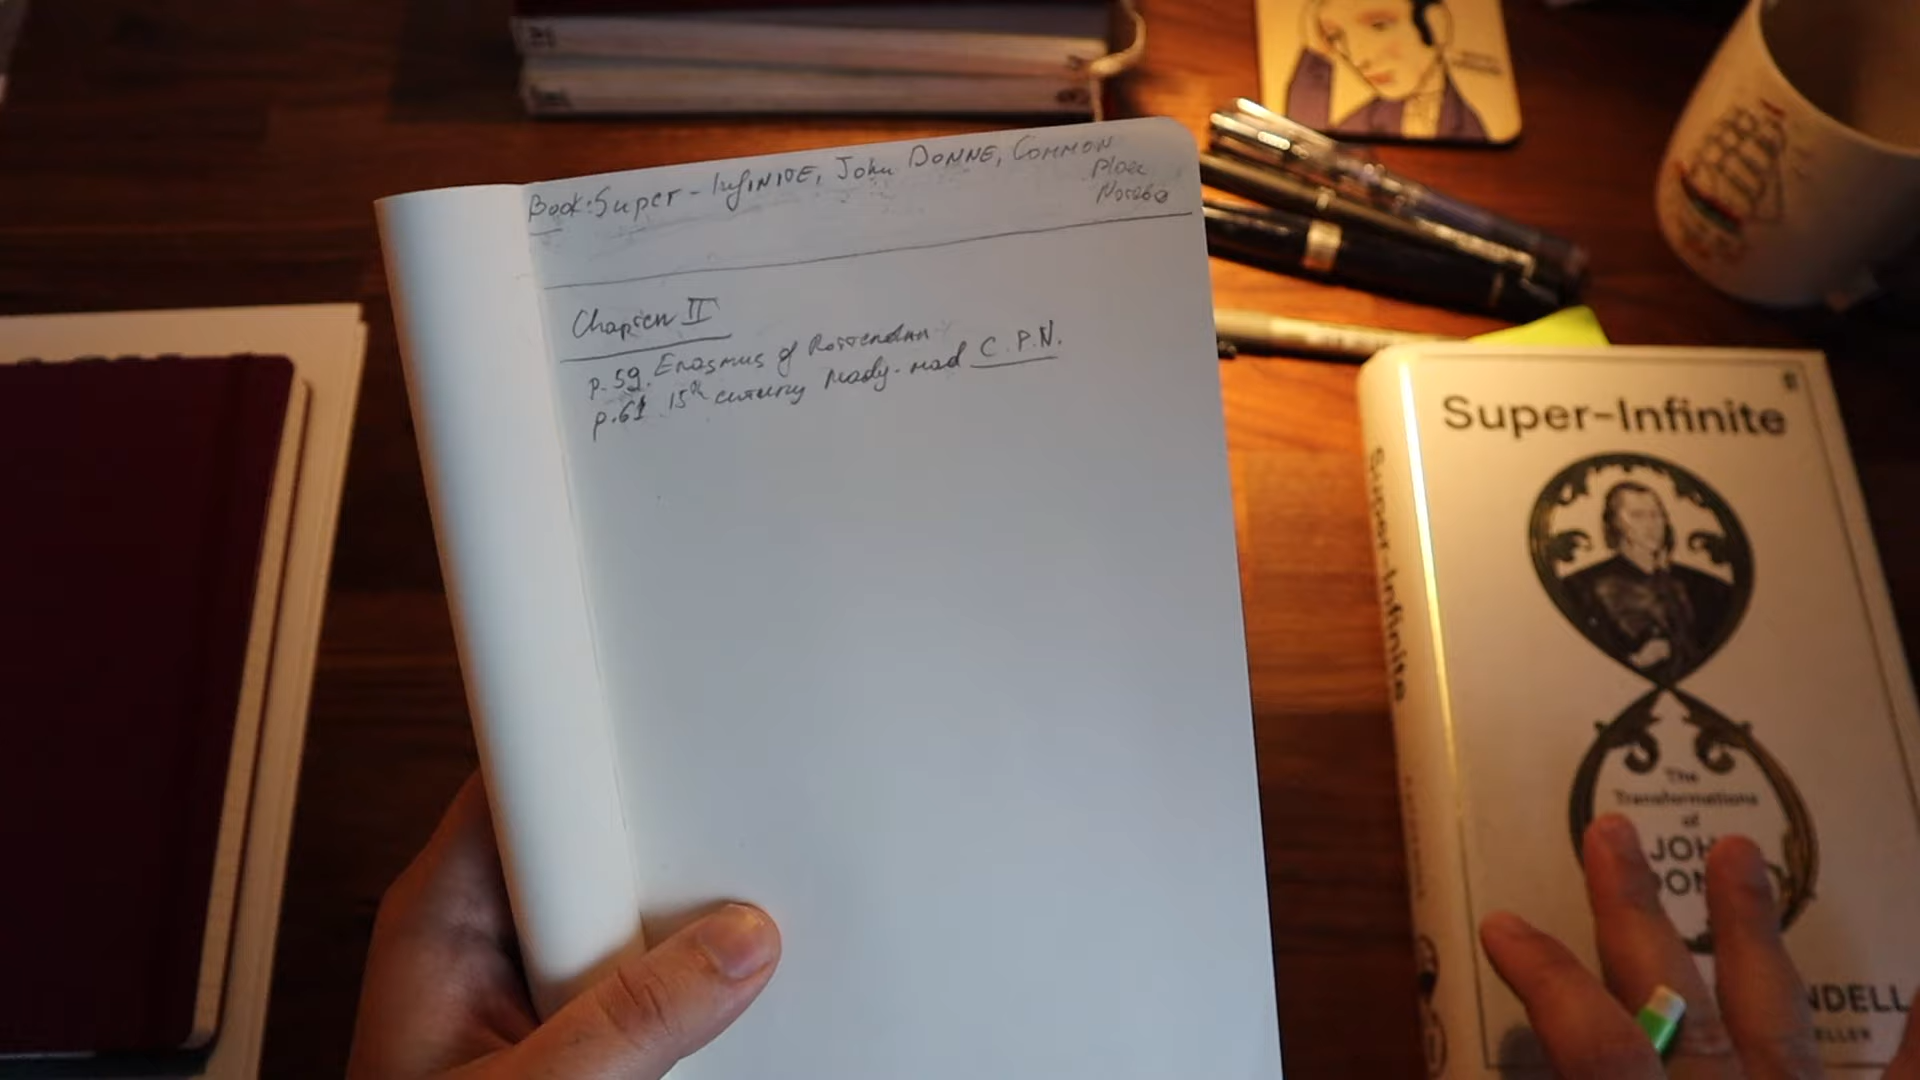 Book: Super-Infinite, John DONNE, COMMON
Place
Chapter II
p. 59. Erasmus of Rotterdam
p. 61. 15th century ready-mad C.P.N.
Super-Infinite
Super-Infinite
The
Transformations
of
JOH
DON
NDELL
ELLER